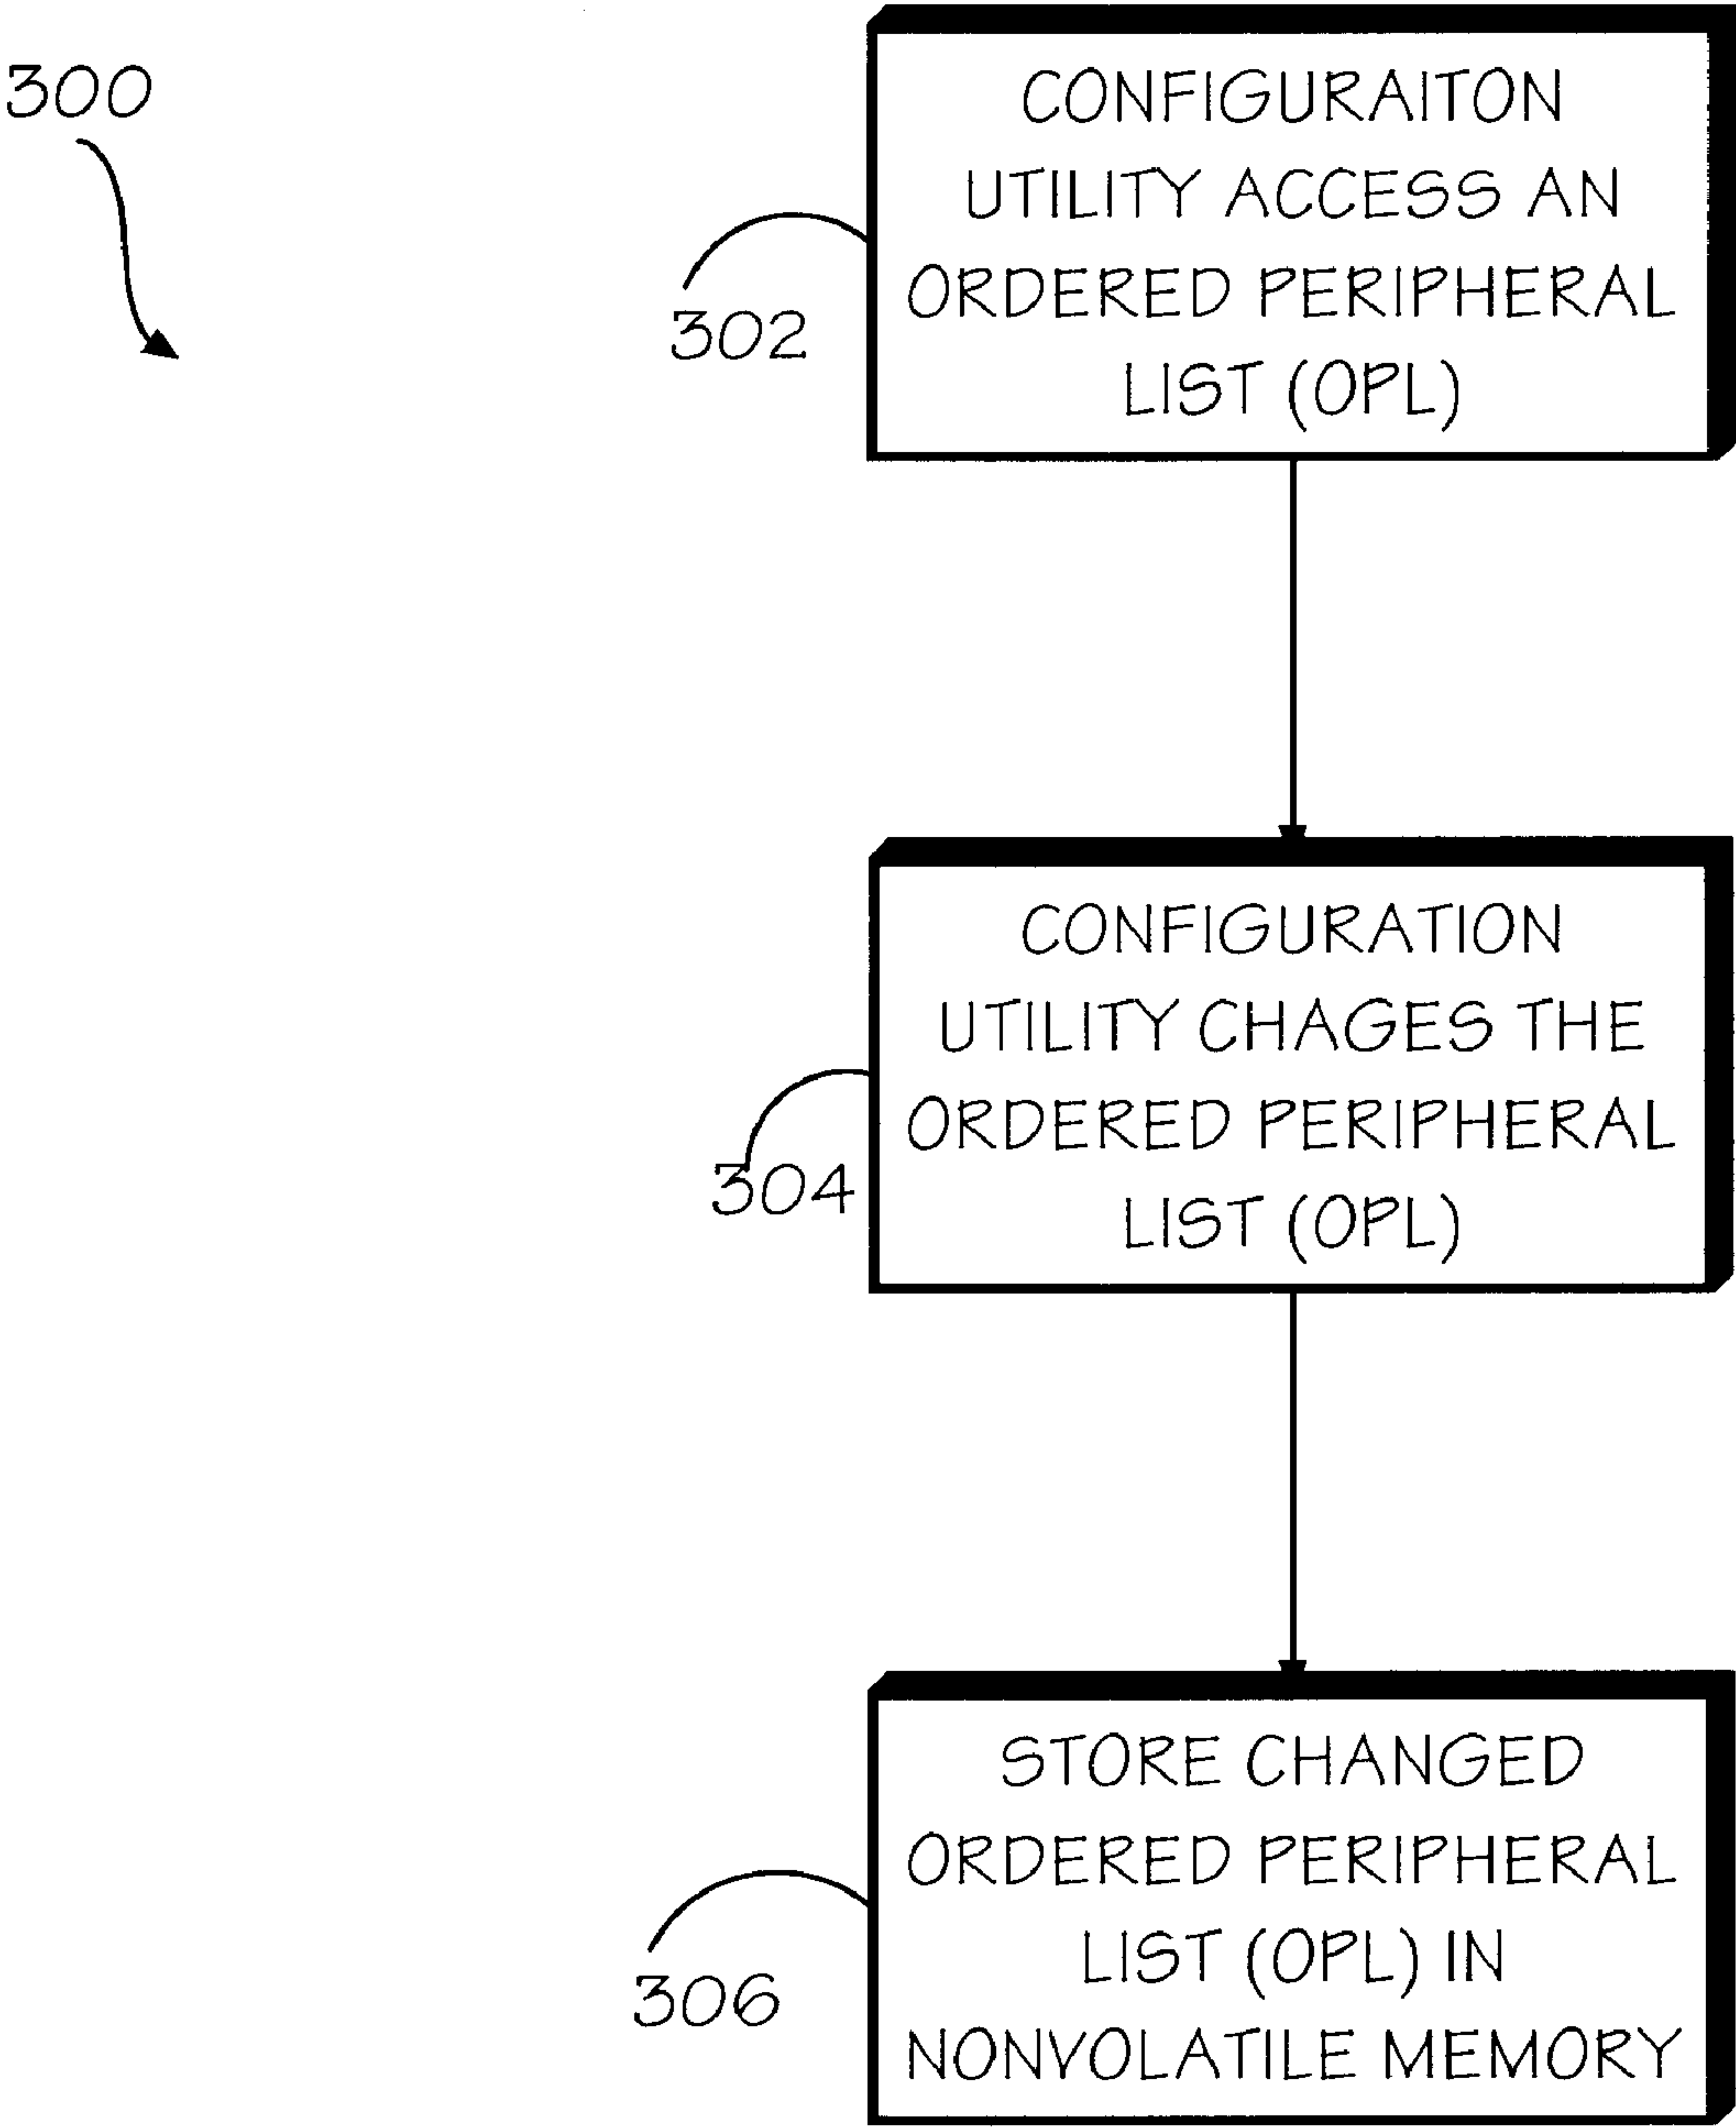 300
CONFIGURAITON
UTILITY ACCESS AN
ORDERED PERIPHERAL
LIST (OPL)
302
CONFIGURATION
UTILITY CHAGES THE
ORDERED PERIPHERAL
LIST (OPL)
304
STORE CHANGED
ORDERED PERIPHERAL
LIST (OPL) IN
NONVOLATILE MEMORY
306